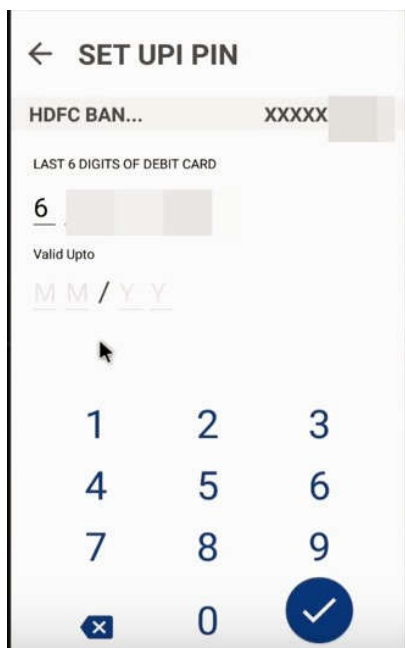 ← SET UPI PIN
HDFC BAN... XXXXX
LAST 6 DIGITS OF DEBIT CARD
6
Valid Upto
M M / Y Y
1 2 3
4 5 6
7 8 9
0